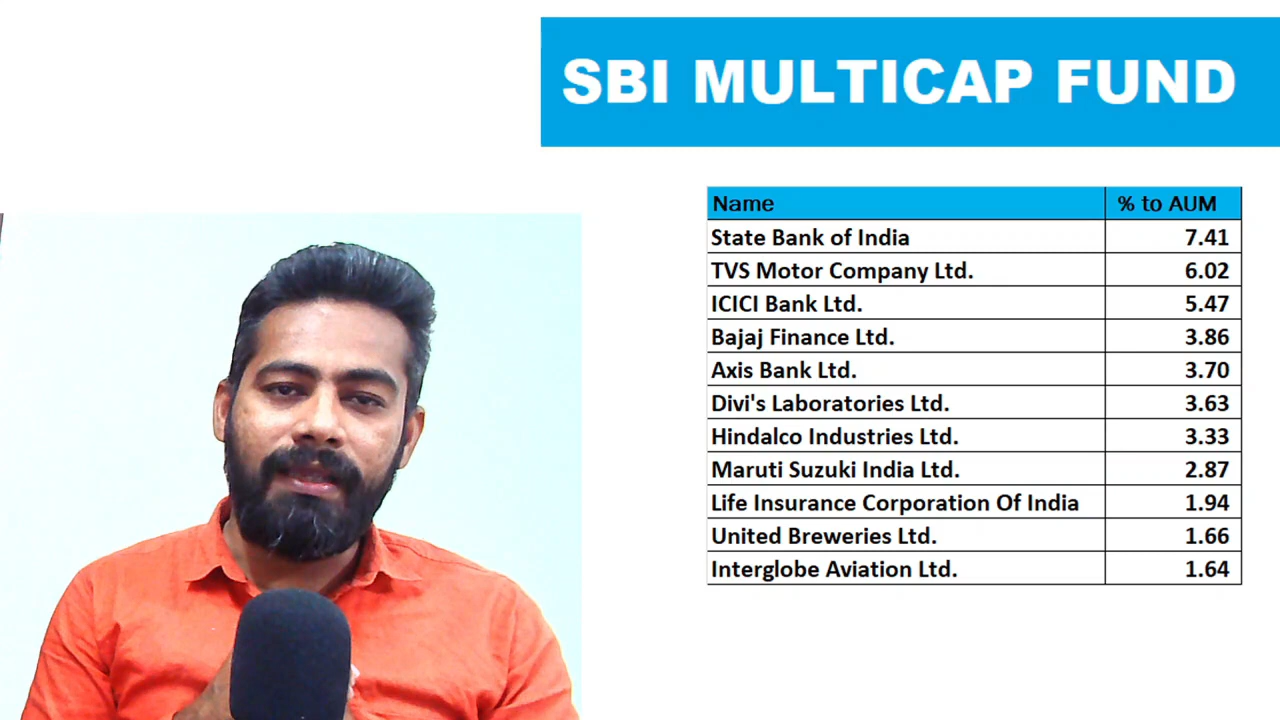 SBI MULTICAP FUND
Name % to AUM
State Bank of India 7.41
TVS Motor Company Ltd. 6.02
ICICI Bank Ltd. 5.47
Bajaj Finance Ltd. 3.86
Axis Bank Ltd. 3.70
Divi's Laboratories Ltd. 3.63
Hindalco Industries Ltd. 3.33
Maruti Suzuki India Ltd. 2.87
Life Insurance Corporation Of India 1.94
United Breweries Ltd. 1.66
Interglobe Aviation Ltd. 1.64